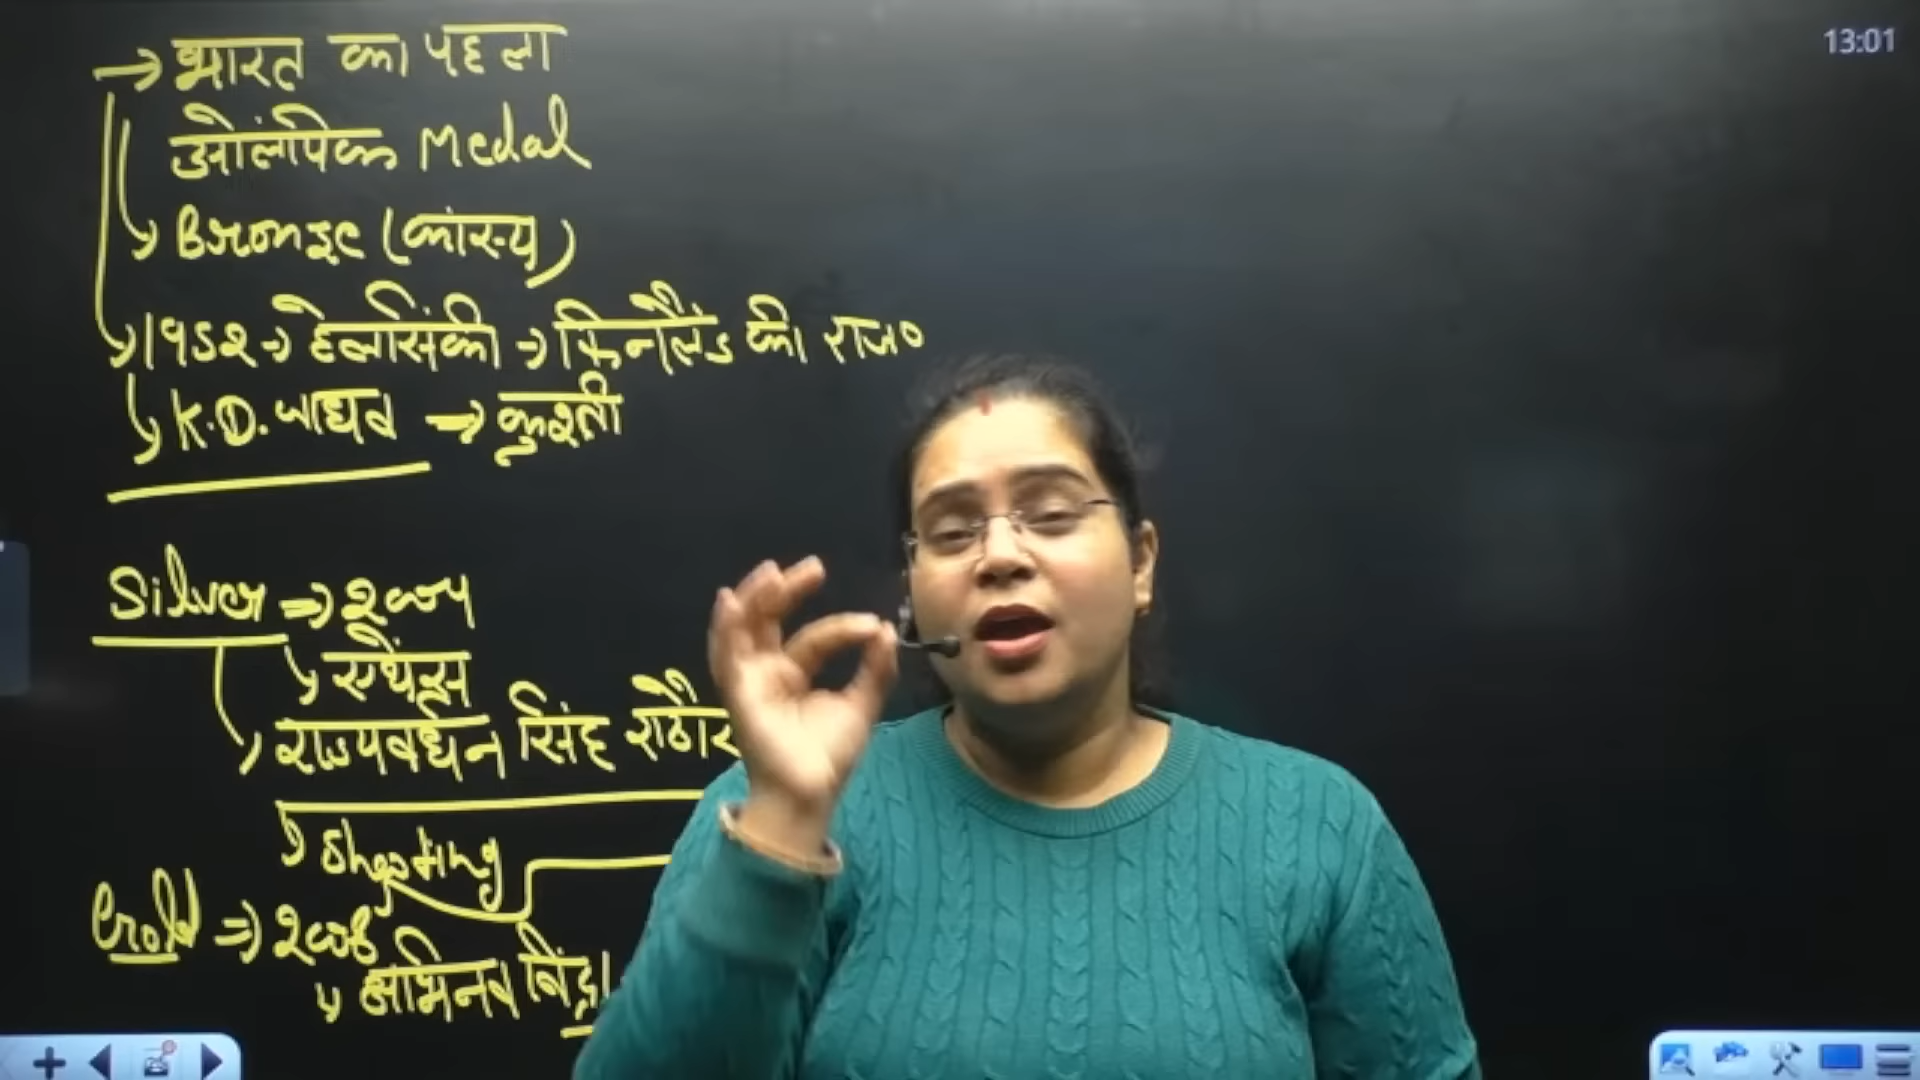 13:01
→ भारत का पहला
ओलंपिक Medal
Bronze (कांस्य)
1952 → हेलसिंकी → फिनलैंड की राज०
K.D. जाधव → कुश्ती
Silver ⇒ 2004
एथेंस
राज्यवर्धन सिंह राठौर
Shooting
Gold ⇒ 2008
अभिनव बिंद्रा